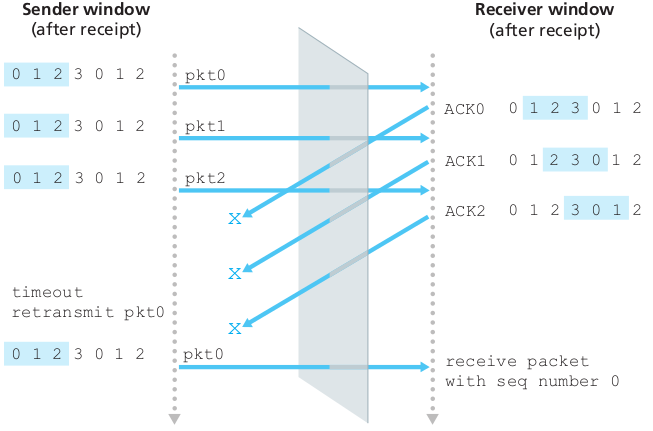 Sender window
(after receipt)
Receiver window
(after receipt)
0 1 2 3 0 1 2
pkt0
ACK0 0 1 2 3 0 1 2
0 1 2 3 0 1 2
pkt1
ACK1 0 1 2 3 0 1 2
0 1 2 3 0 1 2
pkt2
ACK2 0 1 2 3 0 1 2
x
x
timeout
retransmit pkt0
x
0 1 2 3 0 1 2
pkt0
receive packet
with seq number 0